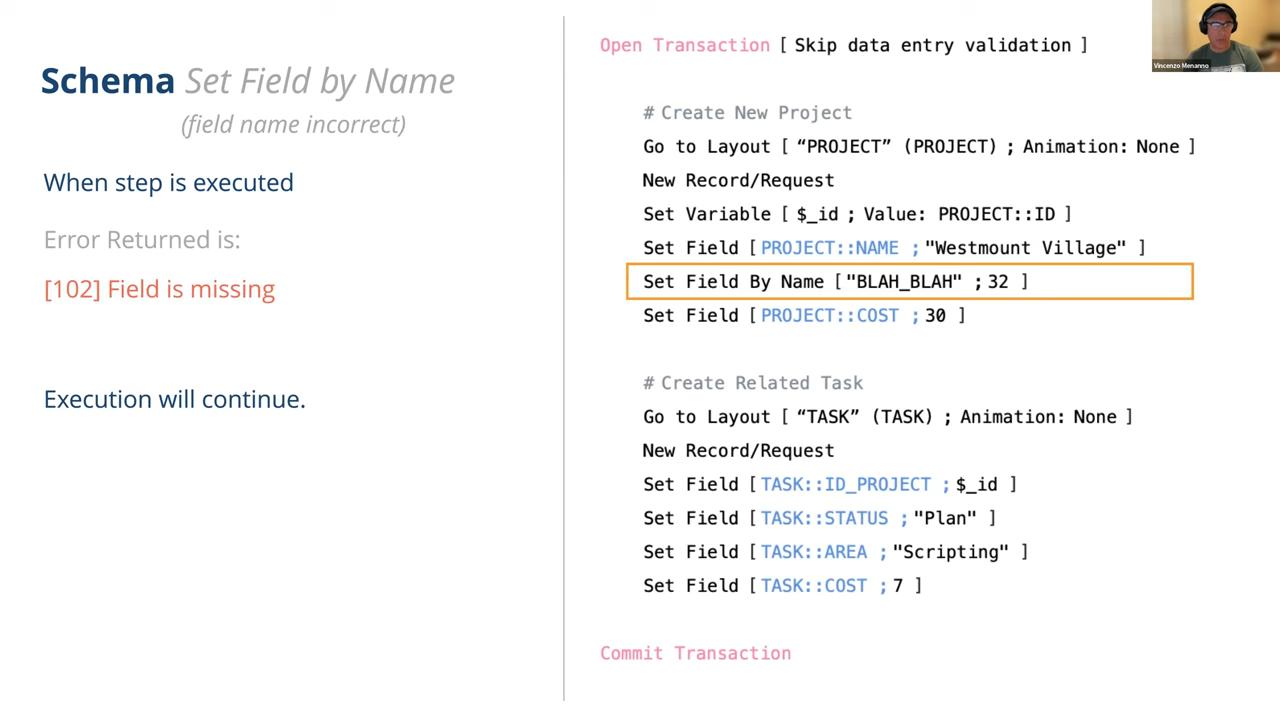 Schema Set Field by Name
(field name incorrect)
When step is executed
Error Returned is:
[102] Field is missing
Execution will continue.
Open Transaction [ Skip data entry validation ]
# Create New Project
Go to Layout [ “PROJECT” (PROJECT) ; Animation: None ]
New Record/Request
Set Variable [ $_id ; Value: PROJECT::ID ]
Set Field [ PROJECT::NAME ; "Westmount Village" ]
Set Field By Name [ "BLAH_BLAH" ; 32 ]
Set Field [ PROJECT::COST ; 30 ]
# Create Related Task
Go to Layout [ “TASK” (TASK) ; Animation: None ]
New Record/Request
Set Field [ TASK::ID_PROJECT ; $_id ]
Set Field [ TASK::STATUS ; "Plan" ]
Set Field [ TASK::AREA ; "Scripting" ]
Set Field [ TASK::COST ; 7 ]
Commit Transaction
Vincenzo Menanno